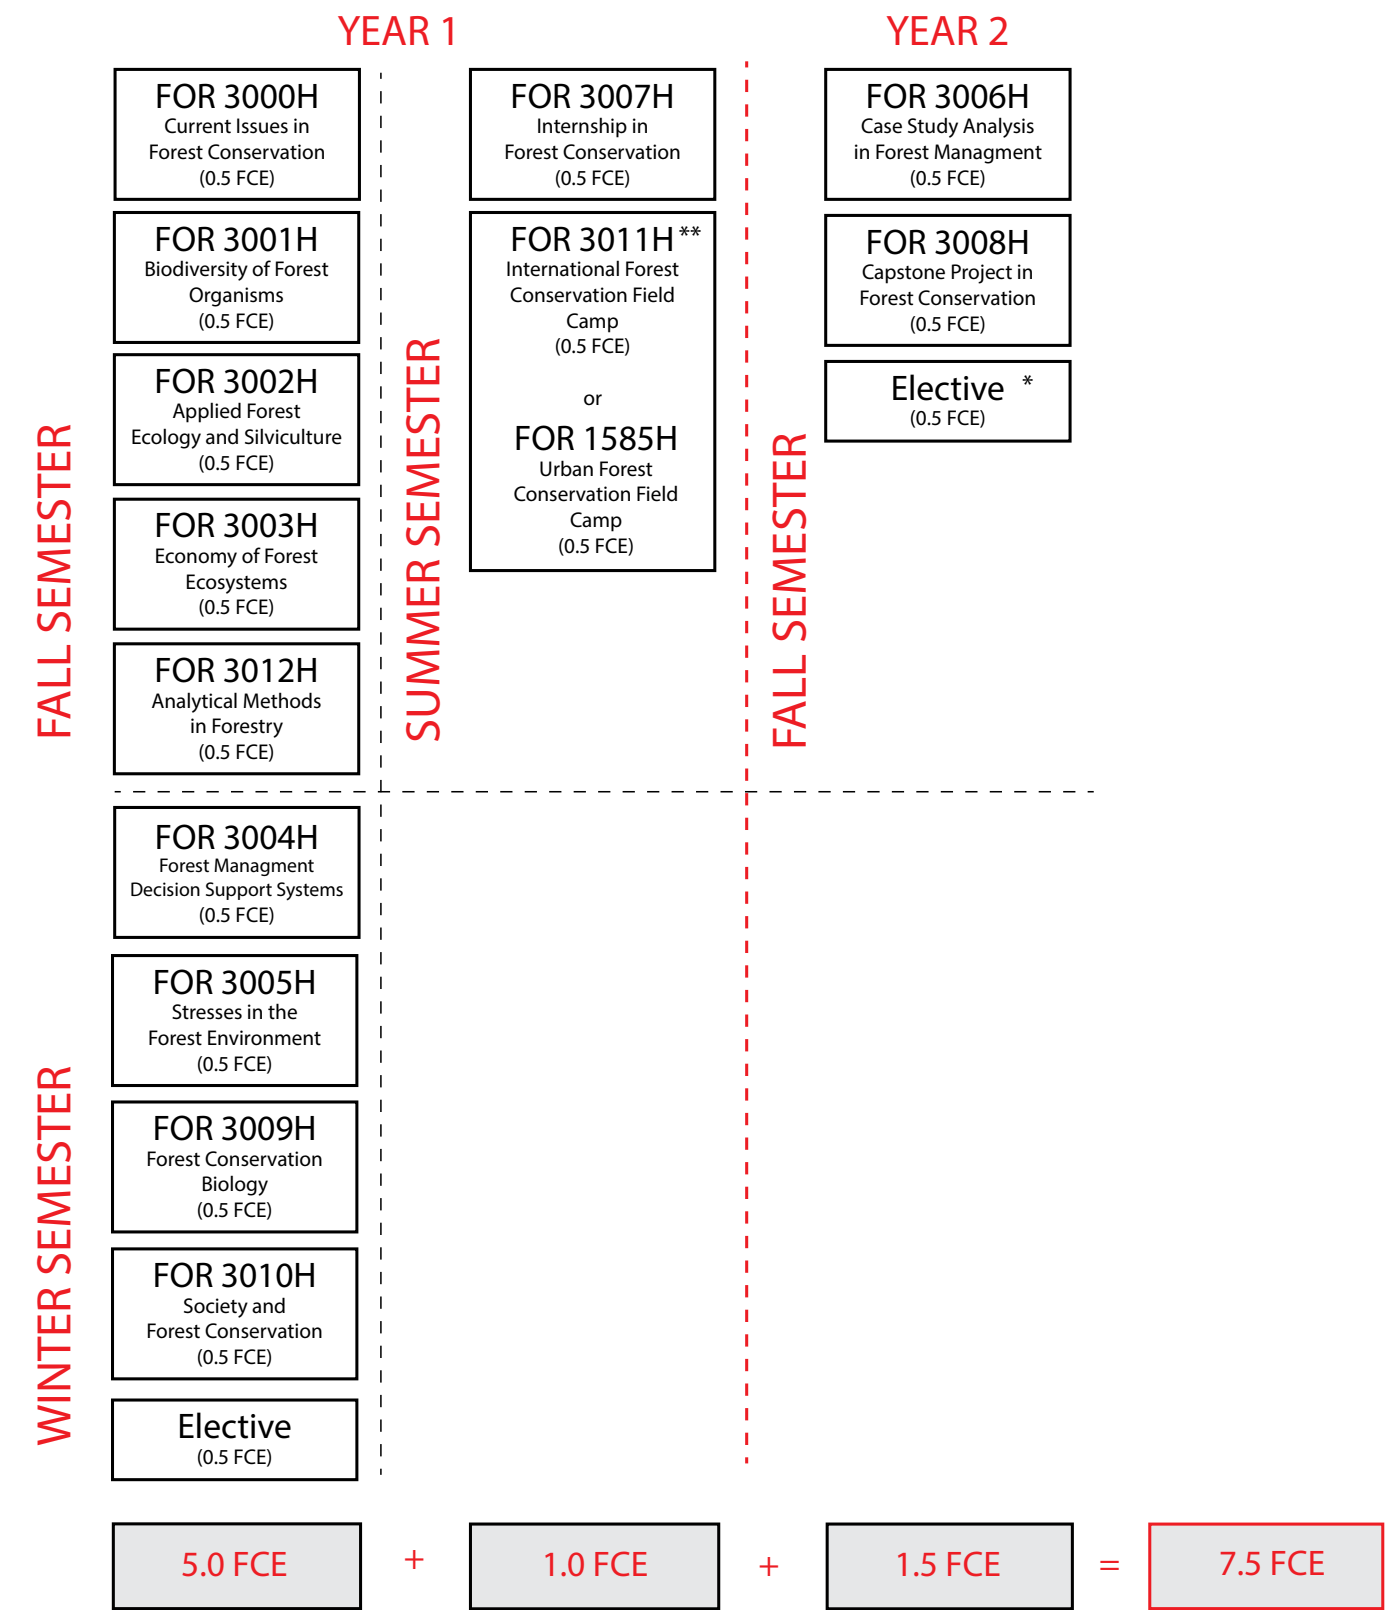 YEAR 1
YEAR 2
FALL SEMESTER
FOR 3000H
Current Issues in
Forest Conservation
(0.5 FCE)
FOR 3001H
Biodiversity of Forest
Organisms
(0.5 FCE)
FOR 3002H
Applied Forest
Ecology and Silviculture
(0.5 FCE)
FOR 3003H
Economy of Forest
Ecosystems
(0.5 FCE)
FOR 3012H
Analytical Methods
in Forestry
(0.5 FCE)
WINTER SEMESTER
FOR 3004H
Forest Managment
Decision Support Systems
(0.5 FCE)
FOR 3005H
Stresses in the
Forest Environment
(0.5 FCE)
FOR 3009H
Forest Conservation
Biology
(0.5 FCE)
FOR 3010H
Society and
Forest Conservation
(0.5 FCE)
Elective
(0.5 FCE)
SUMMER SEMESTER
FOR 3007H
Internship in
Forest Conservation
(0.5 FCE)
FOR 3011H **
International Forest
Conservation Field
Camp
(0.5 FCE)
or
FOR 1585H
Urban Forest
Conservation Field
Camp
(0.5 FCE)
FALL SEMESTER
FOR 3006H
Case Study Analysis
in Forest Managment
(0.5 FCE)
FOR 3008H
Capstone Project in
Forest Conservation
(0.5 FCE)
Elective *
(0.5 FCE)
5.0 FCE + 1.0 FCE + 1.5 FCE = 7.5 FCE